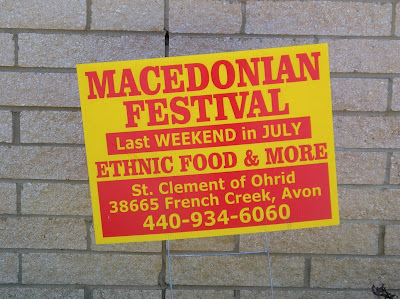 MACEDONIAN
FESTIVAL
Last WEEKEND in JULY
ETHNIC FOOD & MORE
St. Clement of Ohrid
38665 French Creek, Avon
440-934-6060